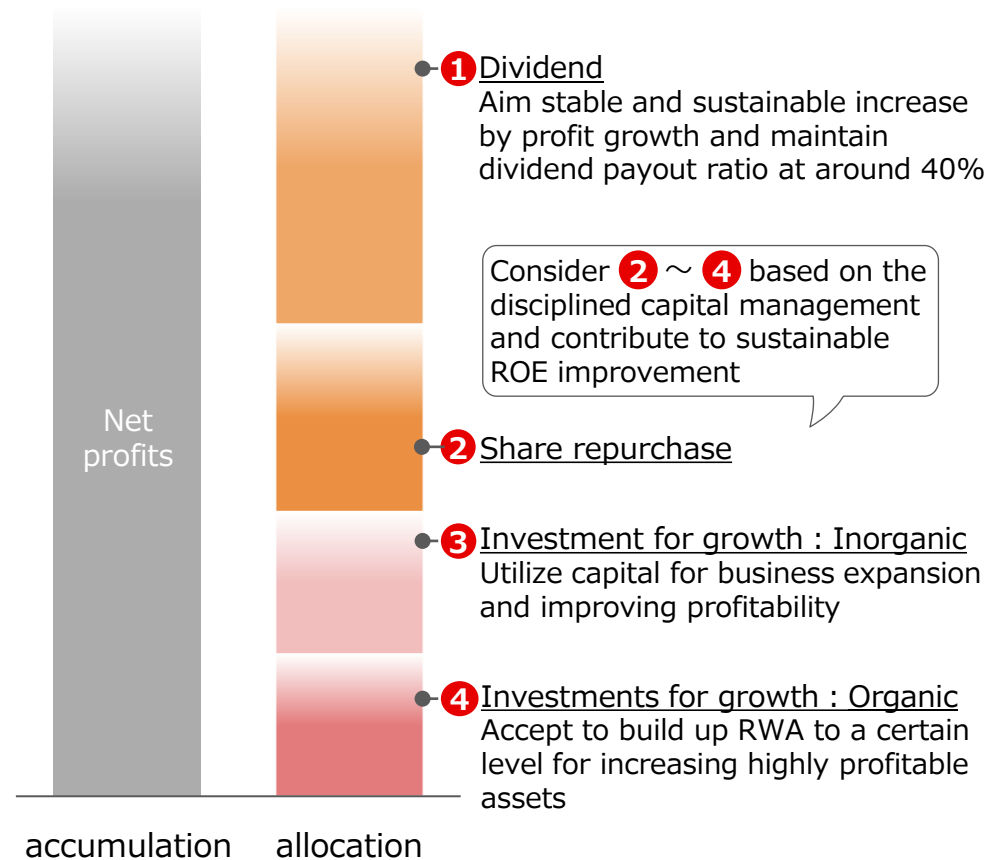 1 Dividend
Aim stable and sustainable increase
by profit growth and maintain
dividend payout ratio at around 40%
Consider 2 ～ 4 based on the
disciplined capital management
and contribute to sustainable
ROE improvement
Net
profits
2 Share repurchase
3 Investment for growth : Inorganic
Utilize capital for business expansion
and improving profitability
4 Investments for growth : Organic
Accept to build up RWA to a certain
level for increasing highly profitable
assets
accumulation allocation